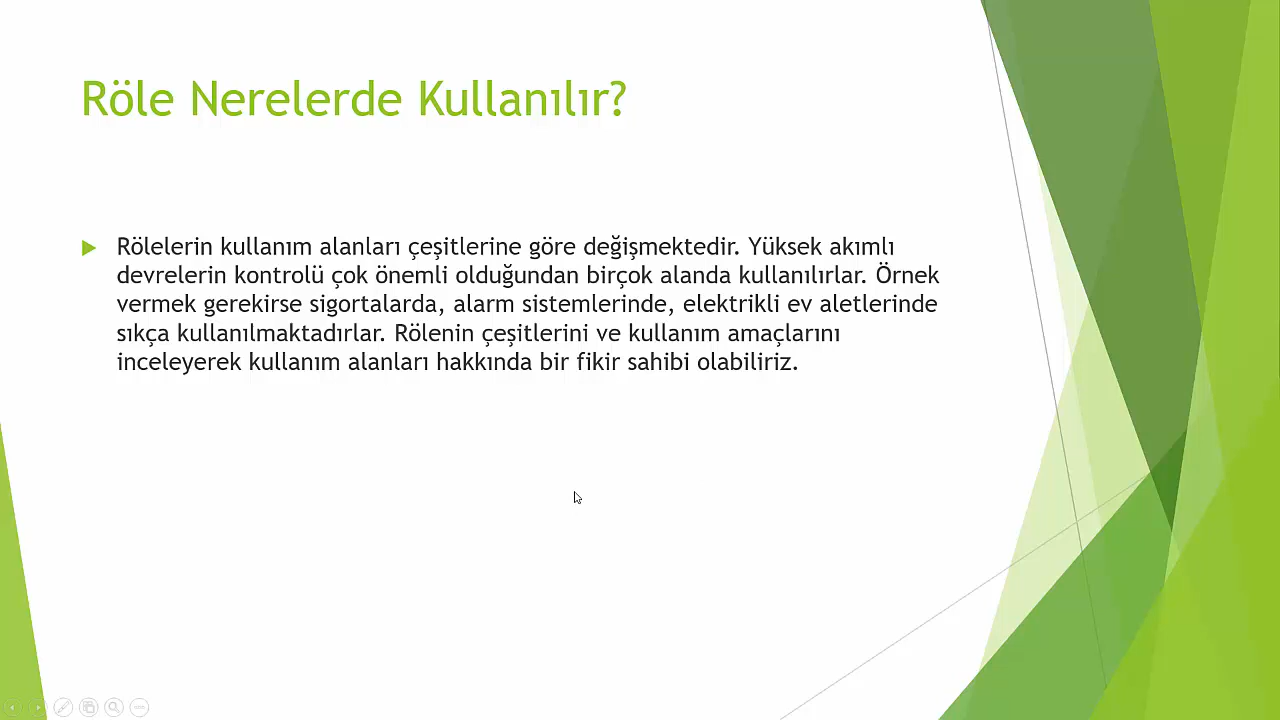 Röle Nerelerde Kullanılır?
Rölelerin kullanım alanları çeşitlerine göre değişmektedir. Yüksek akımlı
devrelerin kontrolü çok önemli olduğundan birçok alanda kullanılırlar. Örnek
vermek gerekirse sigortalarda, alarm sistemlerinde, elektrikli ev aletlerinde
sıkça kullanılmaktadırlar. Rölenin çeşitlerini ve kullanım amaçlarını
inceleyerek kullanım alanları hakkında bir fikir sahibi olabiliriz.